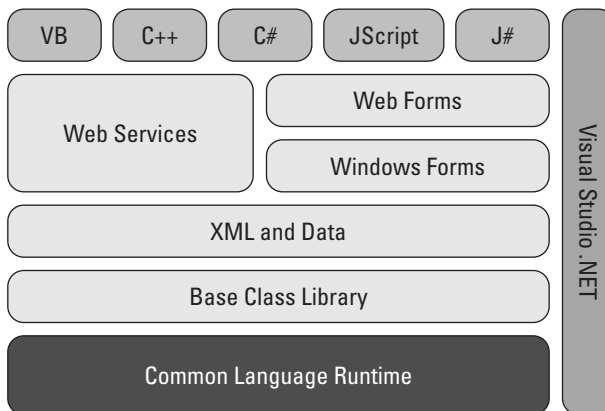 VB
C++
C#
JScript
J#
Web Services
Web Forms
Windows Forms
XML and Data
Base Class Library
Common Language Runtime
Visual Studio .NET